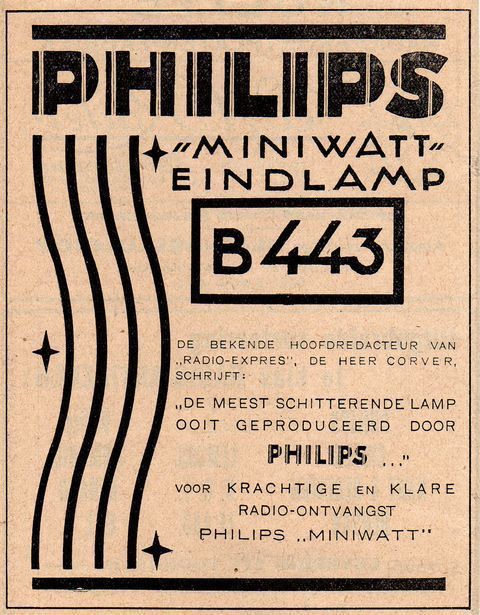 PHILIPS
„MINIWATT„
EINDLAMP
B443
DE BEKENDE HOOFDREDACTEUR VAN
„RADIO-EXPRES", DE HEER CORVER,
SCHRIJFT:
„DE MEEST SCHITTERENDE LAMP
OOIT GEPRODUCEERD DOOR
PHILIPS ..."
VOOR KRACHTIGE EN KLARE
RADIO-ONTVANGST
PHILIPS „MINIWATT"